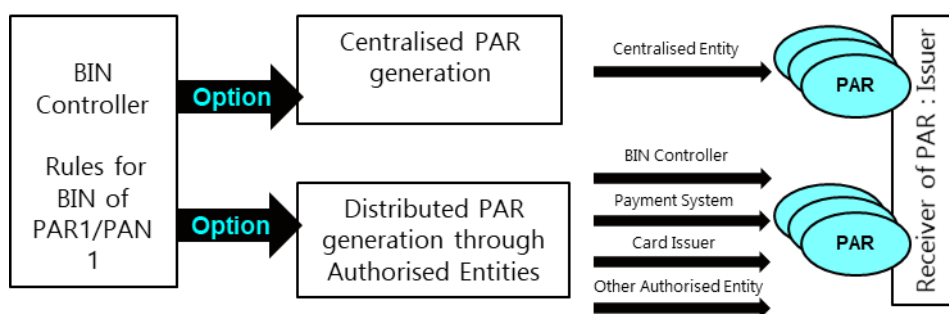 BIN
Controller
Rules for
BIN of
PAR1/PAN
1
Option
Option
Centralised PAR
generation
Distributed PAR
generation through
Authorised Entities
Centralised Entity
BIN Controller
Payment System
Card Issuer
Other Authorised Entity
PAR
PAR
Receiver of PAR : Issuer